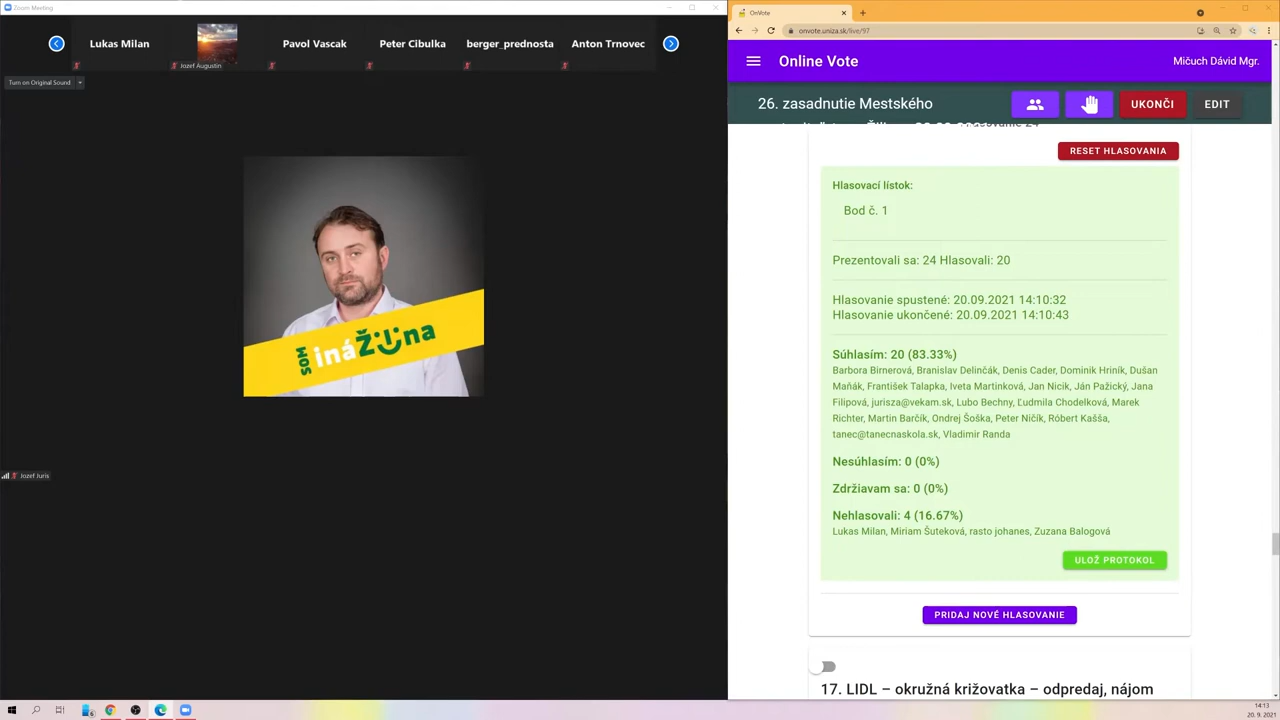 Zoom Meeting
Lukas Milan
Jozef Augustin
Pavol Vascak
Peter Cibulka
berger_prednosta
Anton Trnovec
Turn on Original Sound
SOM
iná Žilina
Jozef Juris
OnVote
onvote.uniza.sk/live/97
Online Vote
Mičuch Dávid Mgr.
26. zasadnutie Mestského
UKONČI
EDIT
RESET HLASOVANIA
Hlasovací lístok:
Bod č. 1
Prezentovali sa: 24 Hlasovali: 20
Hlasovanie spustené: 20.09.2021 14:10:32
Hlasovanie ukončené: 20.09.2021 14:10:43
Súhlasím: 20 (83.33%)
Barbora Birnerová, Branislav Delinčák, Denis Cader, Dominik Hriník, Dušan
Maňák, František Talapka, Iveta Martinková, Jan Nicik, Ján Pažický, Jana
Filipová, jurisza@vekam.sk, Lubo Bechny, Ľudmila Chodelková, Marek
Richter, Martin Barčík, Ondrej Šoška, Peter Ničík, Róbert Kašša,
tanec@tanecnaskola.sk, Vladimir Randa
Nesúhlasím: 0 (0%)
Zdržiavam sa: 0 (0%)
Nehlasovali: 4 (16.67%)
Lukas Milan, Miriam Šuteková, rasto johanes, Zuzana Balogová
ULOŽ PROTOKOL
PRIDAJ NOVÉ HLASOVANIE
17. LIDL – okružná križovatka – odpredaj, nájom
14:13
20. 9. 2021